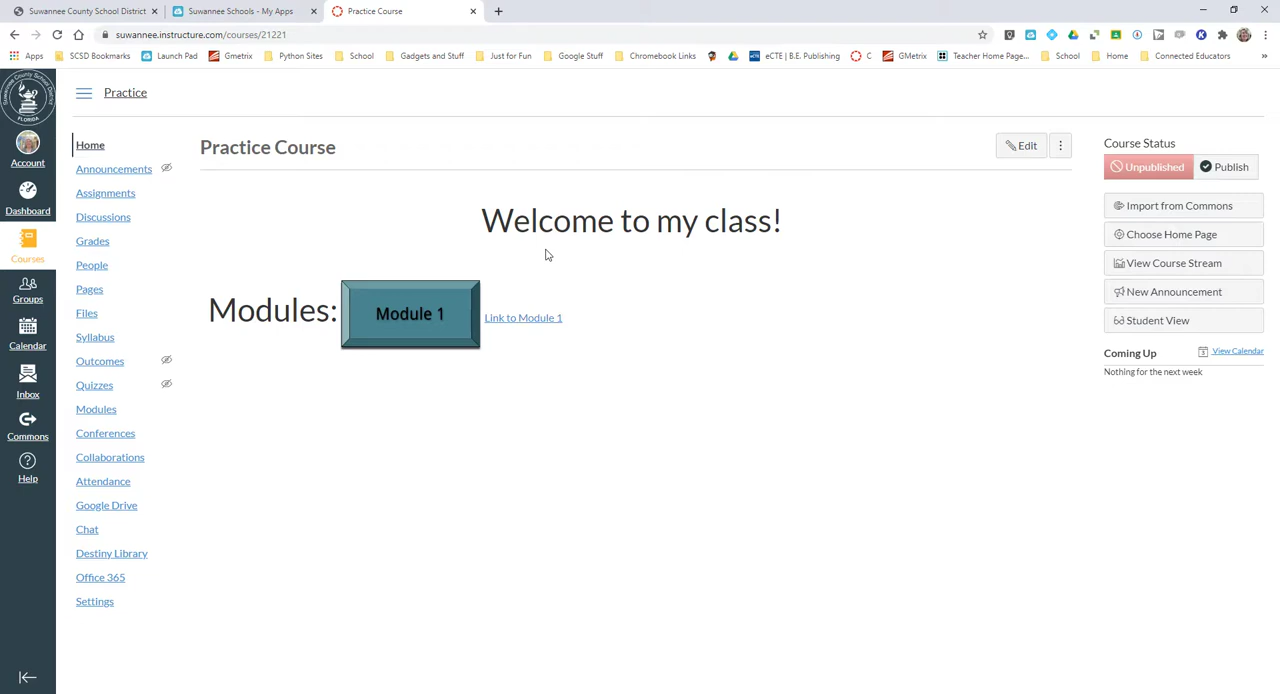 Suwannee County School District
Suwannee Schools - My Apps
Practice Course
suwannee.instructure.com/courses/21221
Apps
SCSD Bookmarks
Launch Pad
Gmetrix
Python Sites
School
Gadgets and Stuff
Just for Fun
Google Stuff
Chromebook Links
eCTE | B.E. Publishing
C
GMetrix
Teacher Home Page...
School
Home
Connected Educators
Account
Dashboard
Courses
Groups
Calendar
Inbox
Commons
Help
Practice
Home
Announcements
Assignments
Discussions
Grades
People
Pages
Files
Syllabus
Outcomes
Quizzes
Modules
Conferences
Collaborations
Attendance
Google Drive
Chat
Destiny Library
Office 365
Settings
Practice Course
Edit
Welcome to my class!
Modules: Module 1 Link to Module 1
Course Status
Unpublished Publish
Import from Commons
Choose Home Page
View Course Stream
New Announcement
Student View
Coming Up
View Calendar
Nothing for the next week